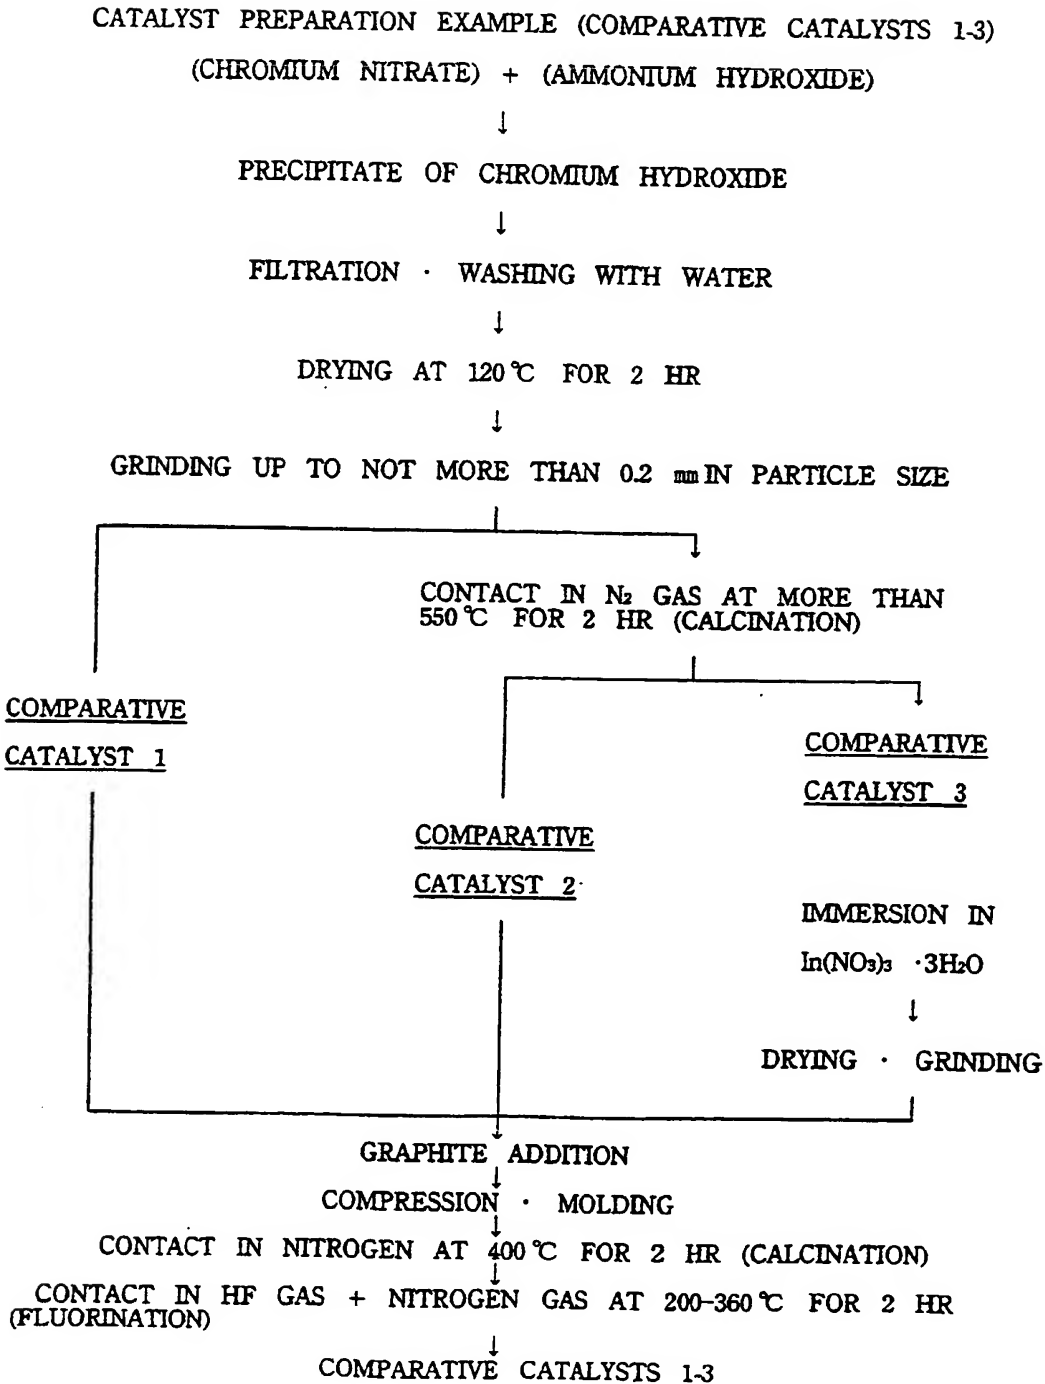 CATALYST PREPARATION EXAMPLE (COMPARATIVE CATALYSTS 1-3)
(CHROMIUM NITRATE) + (AMMONIUM HYDROXIDE)
↓
PRECIPITATE OF CHROMIUM HYDROXIDE
↓
FILTRATION · WASHING WITH WATER
↓
DRYING AT 120℃ FOR 2 HR
↓
GRINDING UP TO NOT MORE THAN 0.2 mm IN PARTICLE SIZE
CONTACT IN N₂ GAS AT MORE THAN
550℃ FOR 2 HR (CALCINATION)
COMPARATIVE
CATALYST 1
COMPARATIVE
CATALYST 3
COMPARATIVE
CATALYST 2
IMMERSION IN
In(NO₃)₃ ·3H₂O
↓
DRYING · GRINDING
GRAPHITE ADDITION
↓
COMPRESSION · MOLDING
↓
CONTACT IN NITROGEN AT 400℃ FOR 2 HR (CALCINATION)
↓
CONTACT IN HF GAS + NITROGEN GAS AT 200-360℃ FOR 2 HR
(FLUORINATION)
↓
COMPARATIVE CATALYSTS 1-3